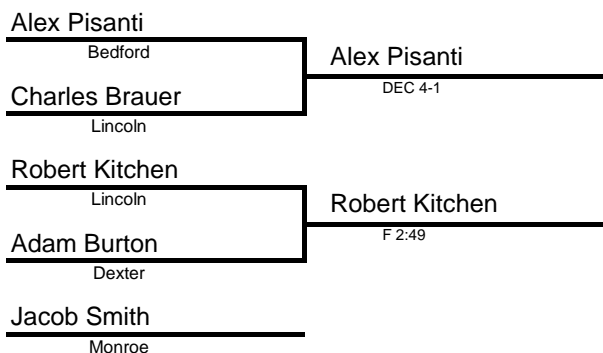 Alex Pisanti
Bedford
Alex Pisanti
DEC 4-1
Charles Brauer
Lincoln
Robert Kitchen
Lincoln
Robert Kitchen
F 2:49
Adam Burton
Dexter
Jacob Smith
Monroe